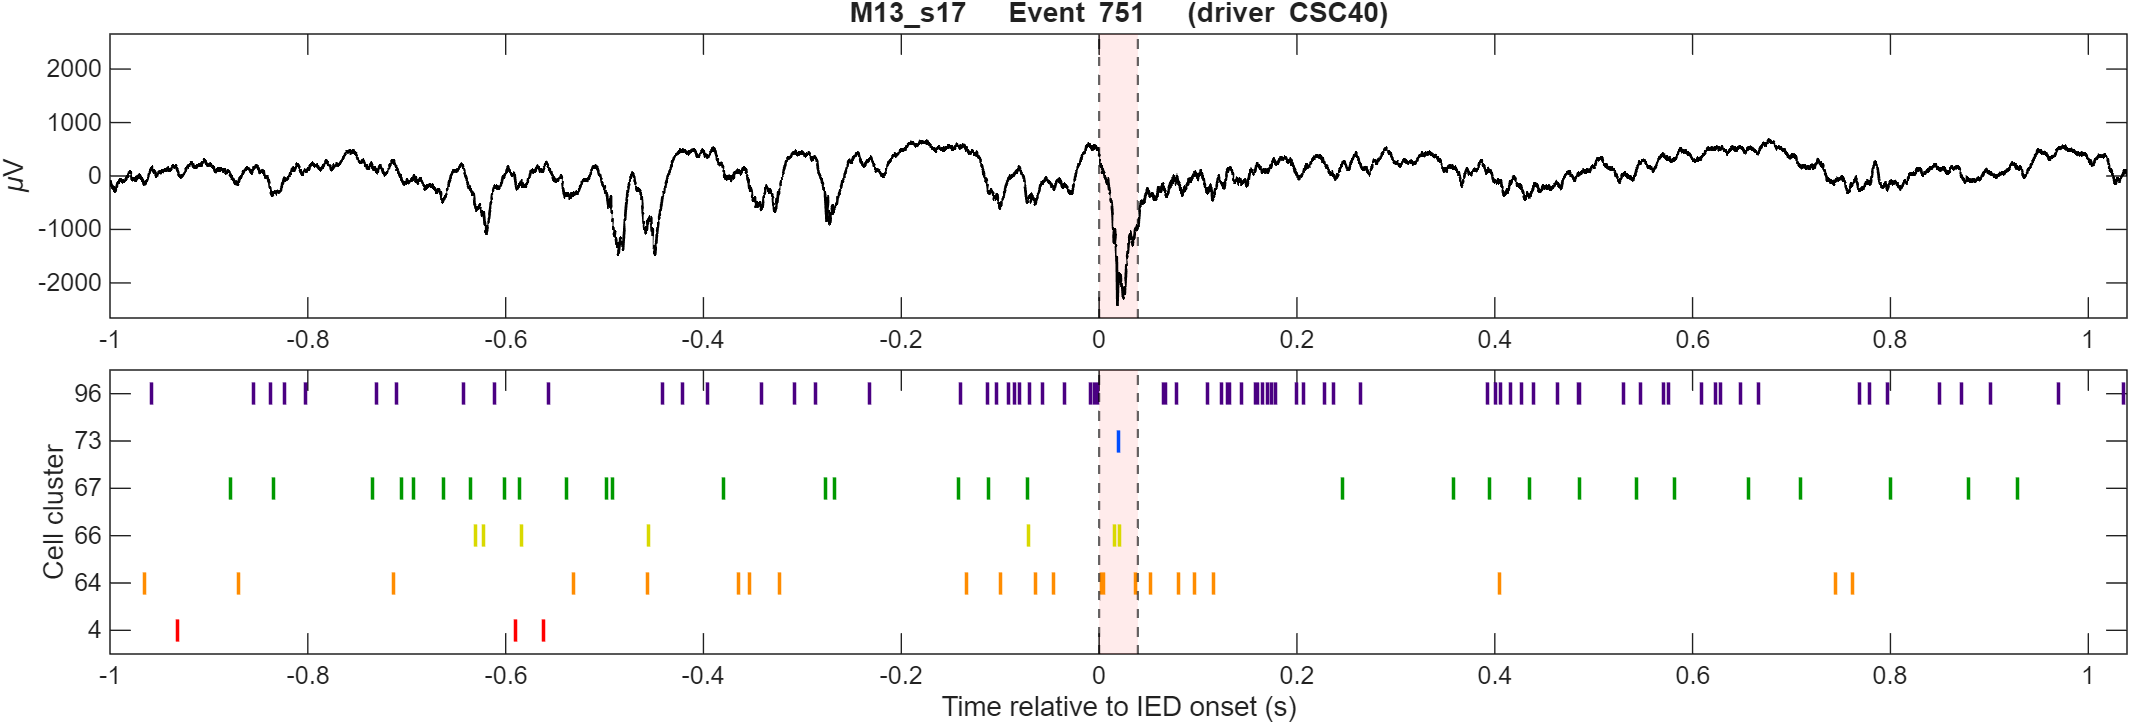 M13_s17 Event 751 (driver CSC40)
2000
1000
0
-1000
-2000
µV
-1 -0.8 -0.6 -0.4 -0.2 0 0.2 0.4 0.6 0.8 1
96
73
67
66
64
4
Cell cluster
-1 -0.8 -0.6 -0.4 -0.2 0 0.2 0.4 0.6 0.8 1
Time relative to IED onset (s)